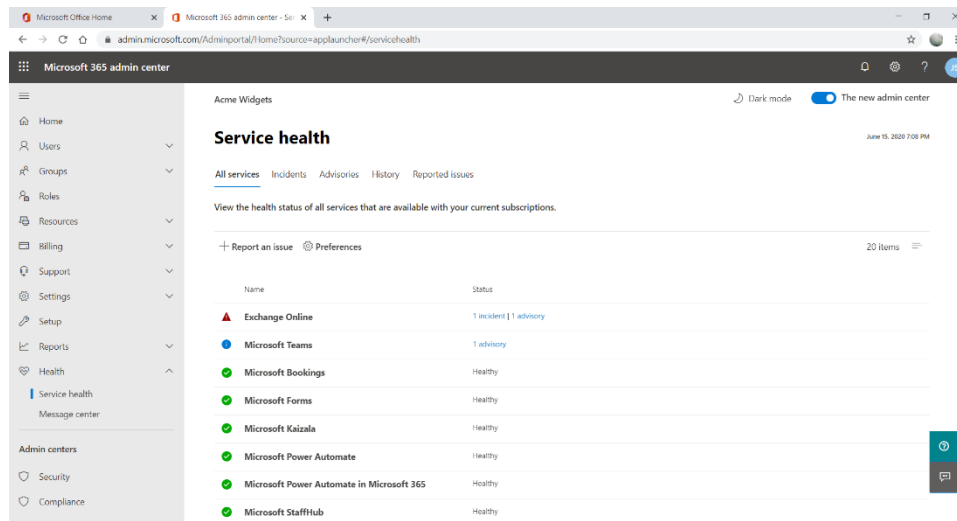 Microsoft Office Home
Microsoft 365 admin center - Ser
admin.microsoft.com/Adminportal/Home?source=applauncher#/servicehealth
Microsoft 365 admin center
?
JS
Home
Users
Groups
Roles
Resources
Billing
Support
Settings
Setup
Reports
Health
Service health
Message center
Admin centers
Security
Compliance
Acme Widgets
Dark mode
The new admin center
Service health
June 15, 2020 7:08 PM
All services Incidents Advisories History Reported issues
View the health status of all services that are available with your current subscriptions.
Report an issue Preferences
20 items
Name Status
Exchange Online 1 incident | 1 advisory
Microsoft Teams 1 advisory
Microsoft Bookings Healthy
Microsoft Forms Healthy
Microsoft Kaizala Healthy
Microsoft Power Automate Healthy
Microsoft Power Automate in Microsoft 365 Healthy
Microsoft StaffHub Healthy